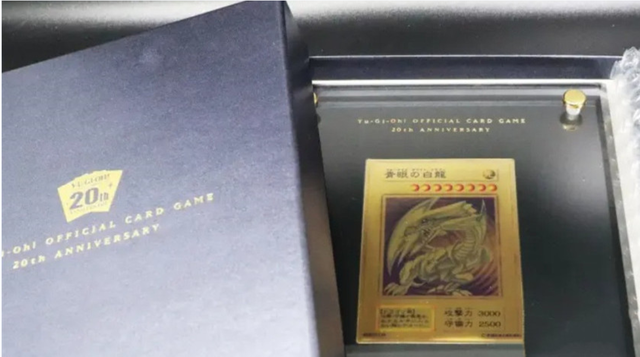 Yu-Gi-Oh!
20th
i-Oh! OFFICIAL CARD GAME
20th ANNIVERSARY
Yu-Gi-Oh! OFFICIAL CARD GAME
20th ANNIVERSARY
青眼の白龍
攻撃力 3000
守備力 2500